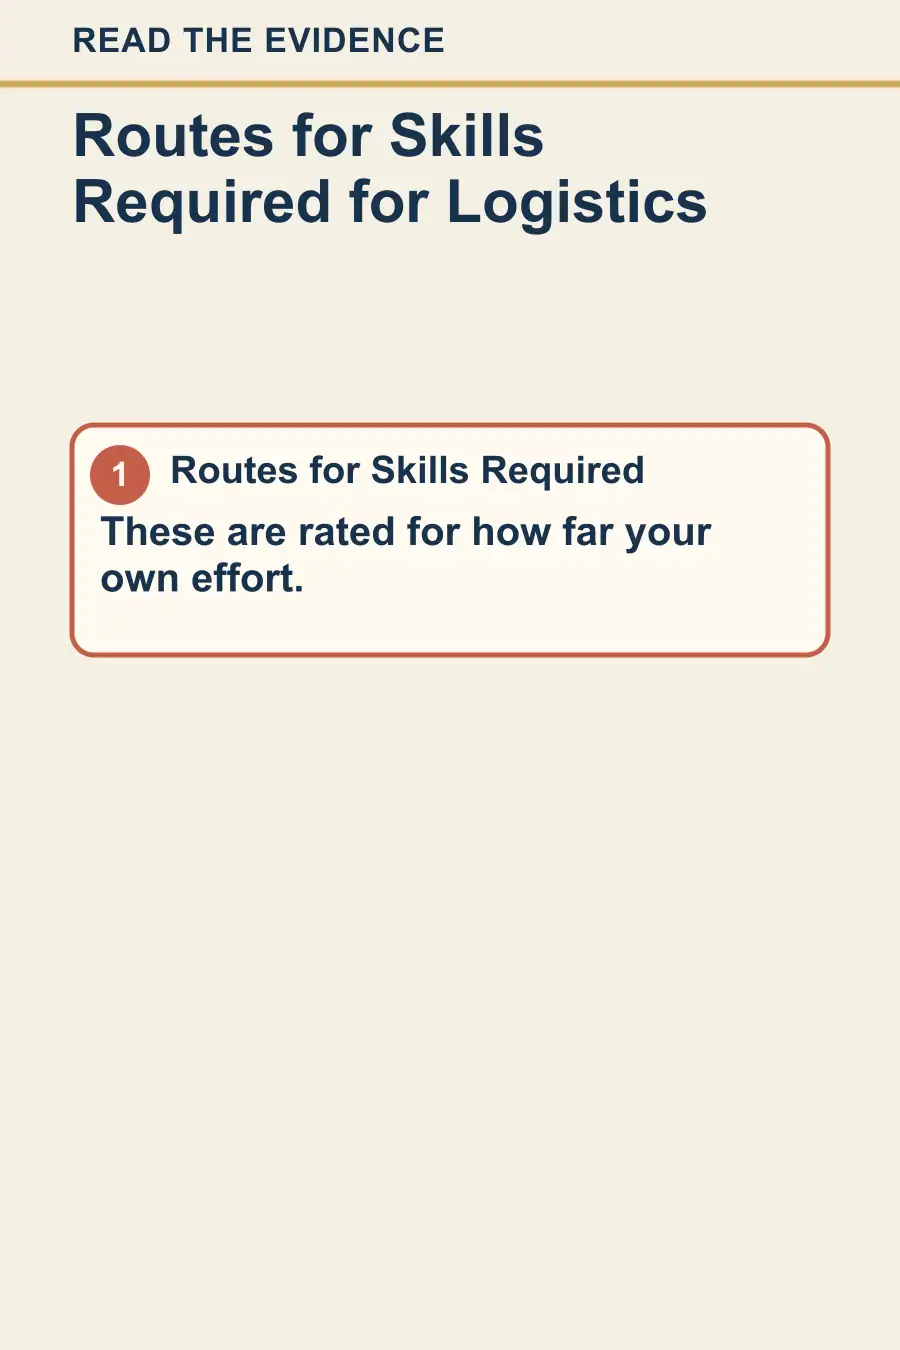 READ THE EVIDENCE
Routes for Skills
Required for Logistics
1 Routes for Skills Required
These are rated for how far your
own effort.